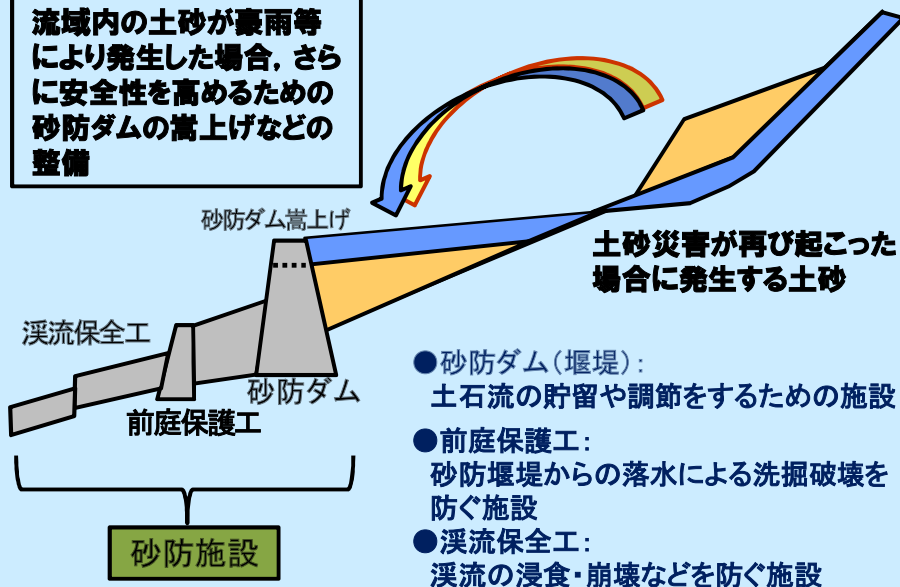 流域内の土砂が豪雨等
により発生した場合，さら
に安全性を高めるための
砂防ダムの嵩上げなどの
整備
砂防ダム嵩上げ
土砂災害が再び起こった
場合に発生する土砂
渓流保全工
砂防ダム
前庭保護工
砂防施設
●砂防ダム（堰堤）：
土石流の貯留や調節をするための施設
●前庭保護工：
砂防堰堤からの落水による洗掘破壊を
防ぐ施設
●渓流保全工：
渓流の浸食・崩壊などを防ぐ施設